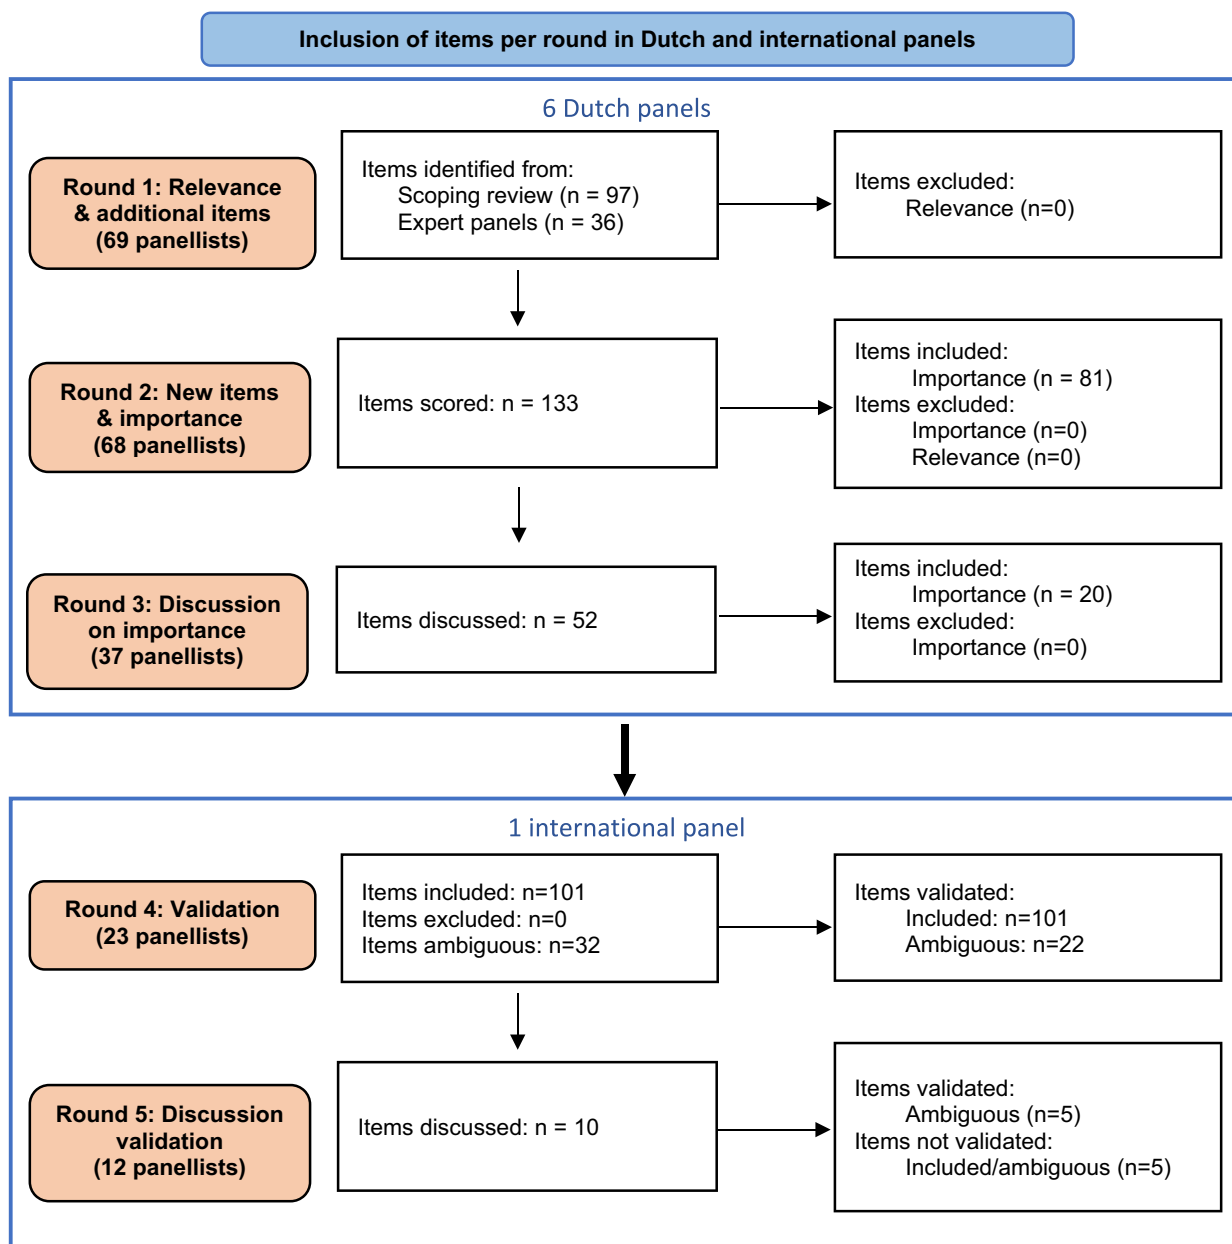 Inclusion of items per round in Dutch and international panels
6 Dutch panels
Round 1: Relevance
& additional items
(69 panellists)
Items identified from:
Scoping review (n = 97)
Expert panels (n = 36)
Items excluded:
Relevance (n=0)
Round 2: New items
& importance
(68 panellists)
Items scored: n = 133
Items included:
Importance (n = 81)
Items excluded:
Importance (n=0)
Relevance (n=0)
Round 3: Discussion
on importance
(37 panellists)
Items discussed: n = 52
Items included:
Importance (n = 20)
Items excluded:
Importance (n=0)
1 international panel
Round 4: Validation
(23 panellists)
Items included: n=101
Items excluded: n=0
Items ambiguous: n=32
Items validated:
Included: n=101
Ambiguous: n=22
Round 5: Discussion
validation
(12 panellists)
Items discussed: n = 10
Items validated:
Ambiguous (n=5)
Items not validated:
Included/ambiguous (n=5)